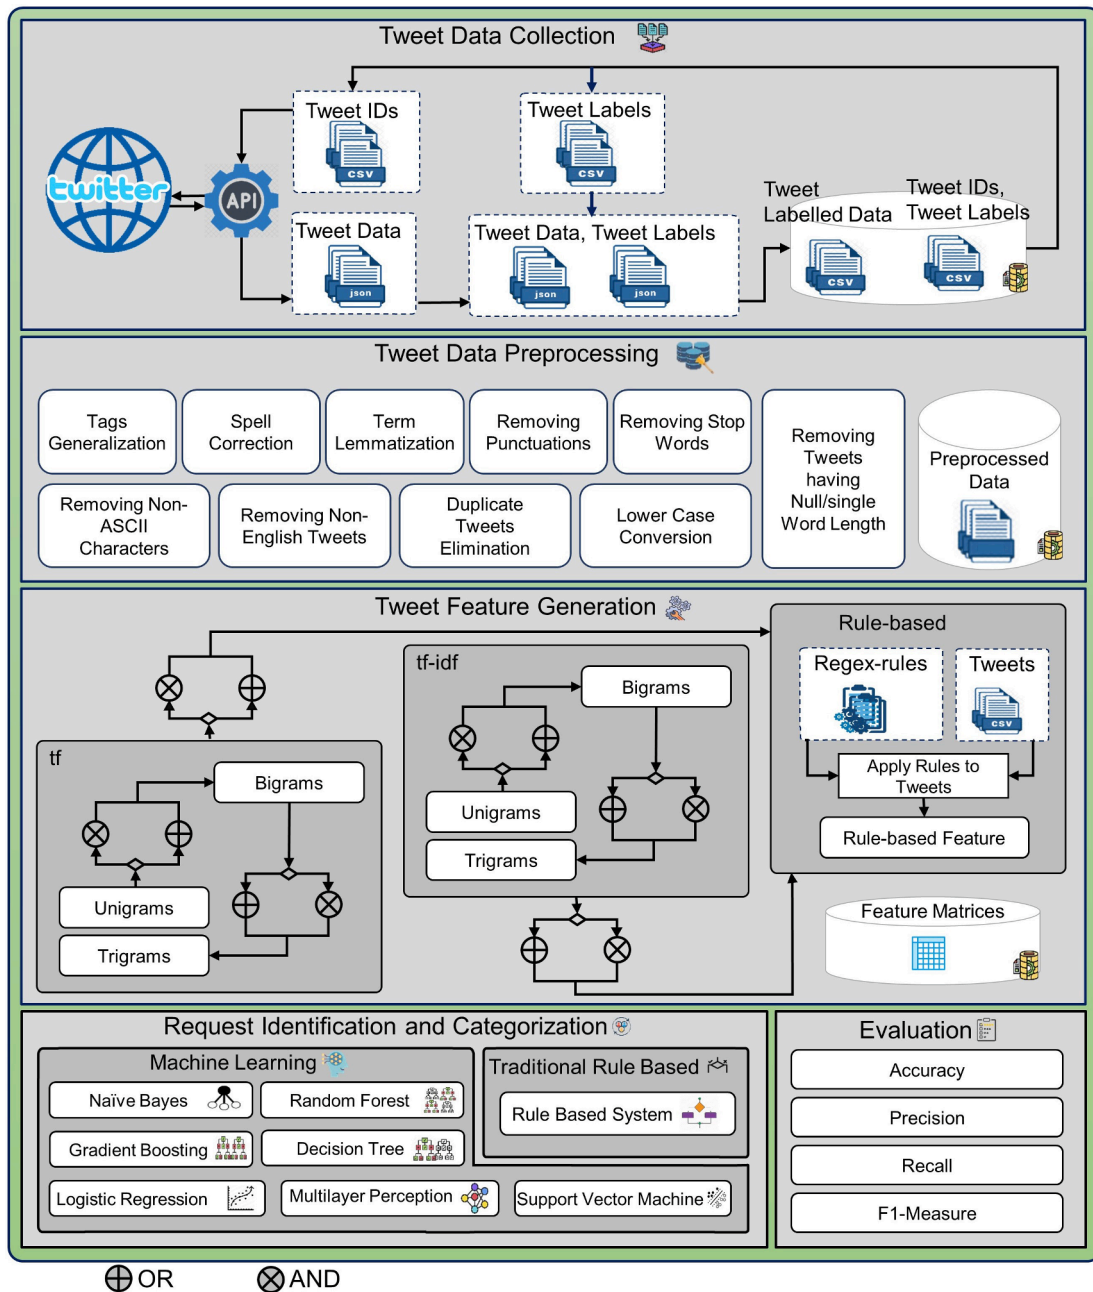 Tweet Data Collection
Tweet IDs
CSV
Tweet Labels
CSV
twitter
API
Tweet
Labelled Data
CSV
Tweet IDs,
Tweet Labels
CSV
Tweet Data
json
Tweet Data, Tweet Labels
json
json
Tweet Data Preprocessing
Tags
Generalization
Spell
Correction
Term
Lemmatization
Removing
Punctuations
Removing Stop
Words
Removing
Tweets
having
Null/single
Word Length
Preprocessed
Data
Removing Non-
ASCII
Characters
Removing Non-
English Tweets
Duplicate
Tweets
Elimination
Lower Case
Conversion
Tweet Feature Generation
tf
Bigrams
Unigrams
Trigrams
tf-idf
Bigrams
Unigrams
Trigrams
Rule-based
Regex-rules
Tweets
CSV
Apply Rules to
Tweets
Rule-based Feature
Feature Matrices
Request Identification and Categorization
Machine Learning
Naïve Bayes
Random Forest
Gradient Boosting
Decision Tree
Logistic Regression
Multilayer Perception
Support Vector Machine
Traditional Rule Based
Rule Based System
Evaluation
Accuracy
Precision
Recall
F1-Measure
OR
AND